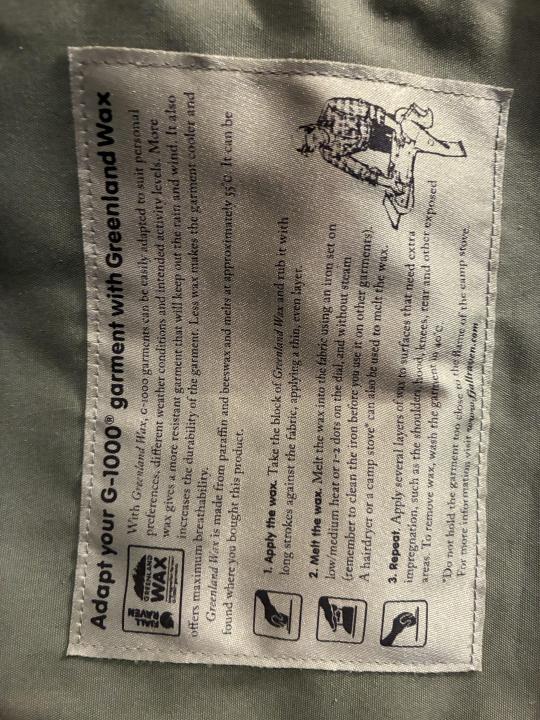 Adapt your G-1000® garment with Greenland Wax
FJÄLL
RÄVEN
GREENLAND
WAX
With Greenland Wax, G-1000 garments can be easily adapted to suit personal
preferences, different weather conditions and intended activity levels. More
wax gives a more resistant garment that will keep out the rain and wind. It also
increases the durability of the garment. Less wax makes the garment cooler and
offers maximum breathability.
Greenland Wax is made from paraffin and beeswax and melts at approximately 55°C. It can be
found where you bought this product.
1. Apply the wax. Take the block of Greenland Wax and rub it with
long strokes against the fabric, applying a thin, even layer.
2. Melt the wax. Melt the wax into the fabric using an iron set on
low/medium heat or 1-2 dots on the dial, and without steam
(remember to clean the iron before you use it on other garments).
A hairdryer or a camp stove* can also be used to melt the wax.
3. Repeat. Apply several layers of wax to surfaces that need extra
impregnation, such as the shoulders, hood, knees, rear and other exposed
areas. To remove wax, wash the garment in 40°C.
*Do not hold the garment too close to the flame of the camp stove.
For more information visit www.fjallraven.com